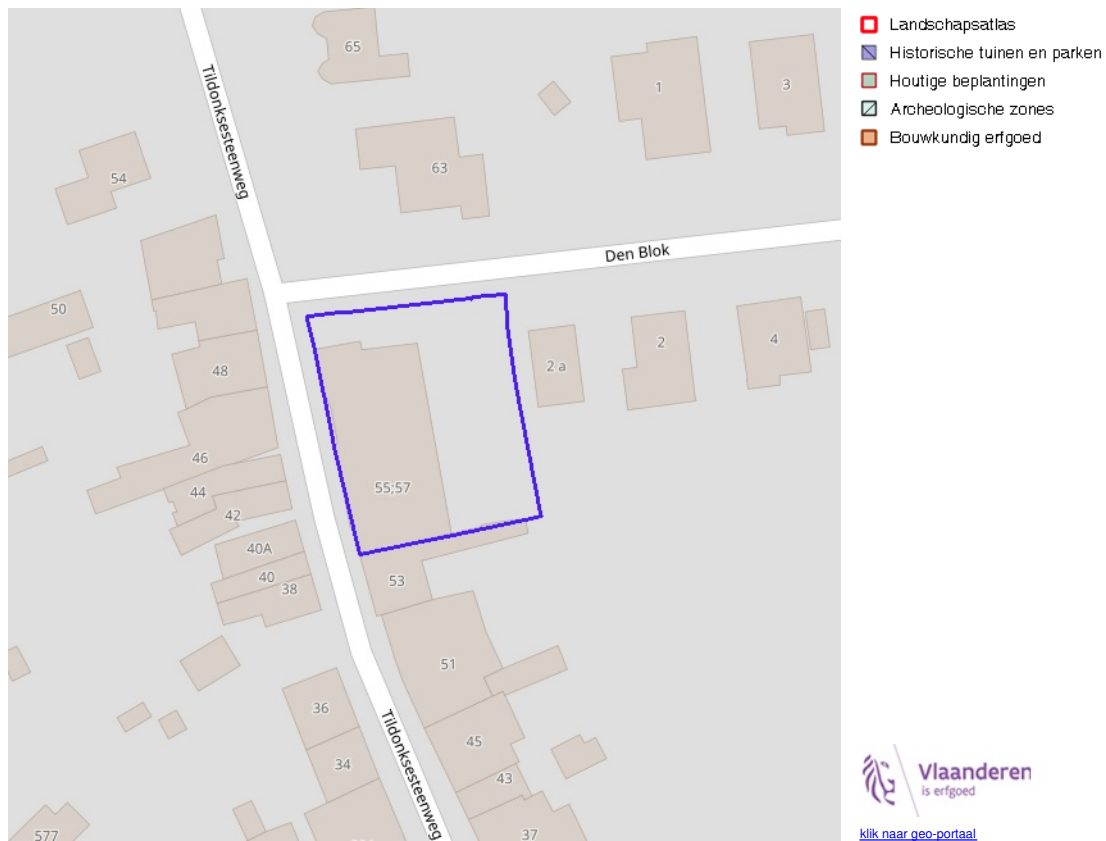 65
1
3
Tildonksesteenweg
63
54
Den Blok
50
48
2 a
2
4
46
44
42
55;57
40A
40
38
53
51
36
45
34
43
Tildonksesteenweg
37
577
Landschapsatlas
Historische tuinen en parken
Houtige beplantingen
Archeologische zones
Bouwkundig erfgoed
Vlaanderen
is erfgoed
klik naar geo-portaal